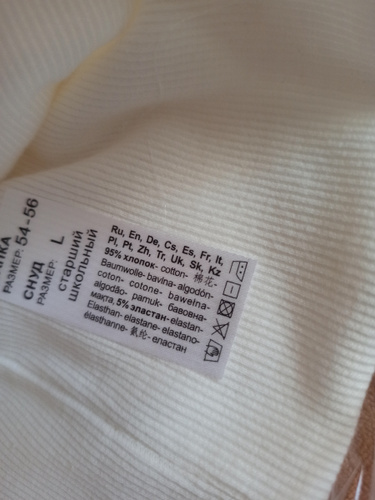 РАЗМЕР: 54-56
СНУД
РАЗМЕР: L
старший
школьный
Ru, En, De, Cs, Es, Fr, It,
Pl, Pt, Zh, Tr, Uk, Sk, Kz
95% хлопок- cotton- 棉花-
Baumwolle- bavlna- algodón-
coton- cotone- bawełna-
algodão- pamuk- бавовна-
мақта, 5% эластан- elastan-
Elasthan- elastane- elastano-
élasthanne- 氨纶- еластан